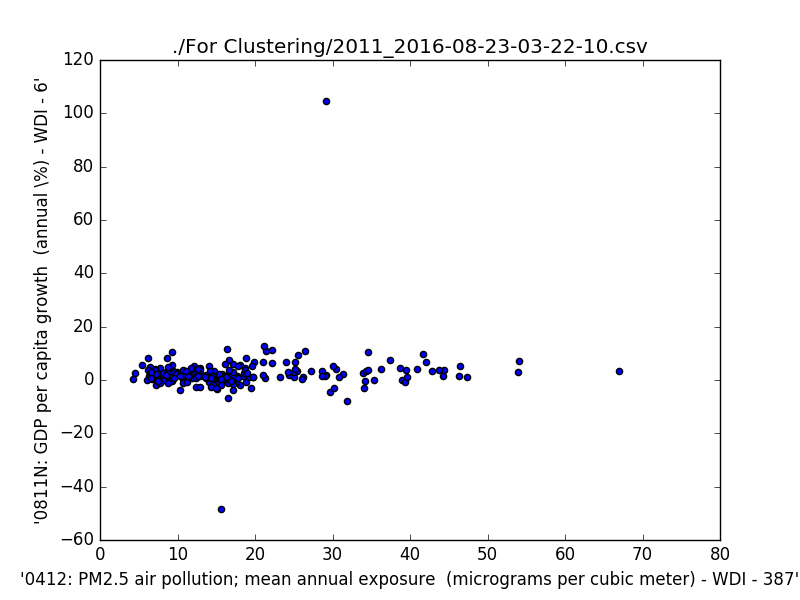 ./For Clustering/2011_2016-08-23-03-22-10.csv
'0811N: GDP per capita growth  (annual \%) - WDI - 6'
120
100
80
60
40
20
0
−20
−40
−60
0 10 20 30 40 50 60 70 80
'0412: PM2.5 air pollution; mean annual exposure  (micrograms per cubic meter) - WDI - 387'